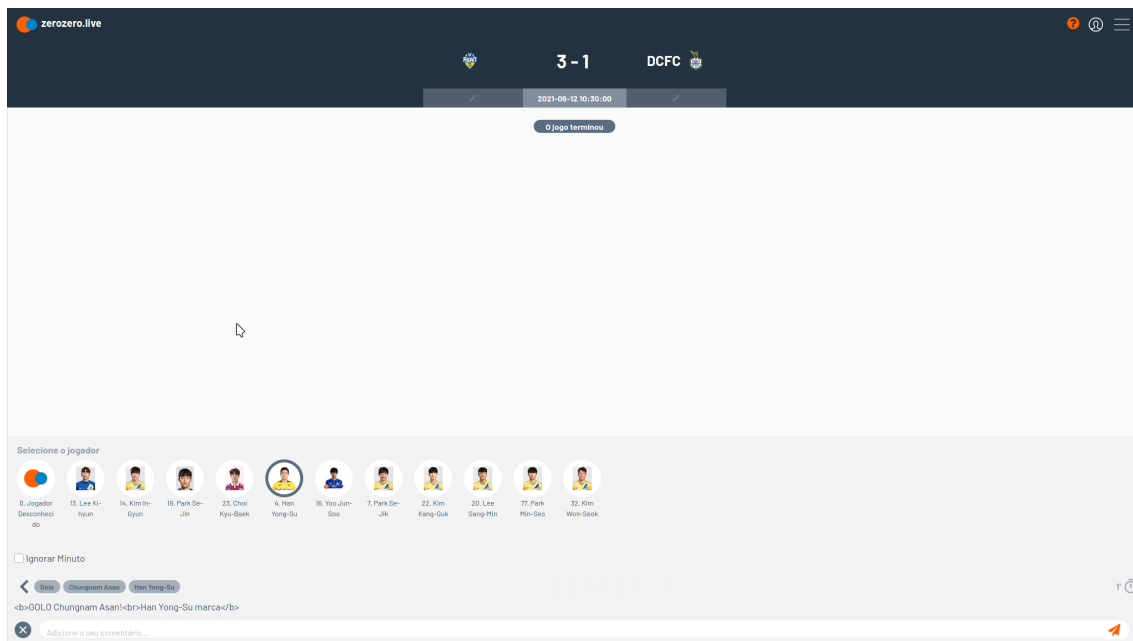 zerozero.live
?
ASAN
3 - 1
DCFC
2021-06-12 10:30:00
O jogo terminou
Selecione o jogador
0. Jogador Desconheci do
13. Lee Ki-hyun
14. Kim In-Gyun
19. Park Se-Jin
23. Choi Kyu-Baek
4. Han Yong-Su
16. Yoo Jun-Soo
7. Park Se-Jik
22. Kim Kang-Guk
20. Lee Sang-Min
77. Park Min-Seo
32. Kim Won-Seok
Ignorar Minuto
Golo Chungnam Asan Han Yong-Su
1'
<b>GOLO Chungnam Asan!<br>Han Yong-Su marca</b>
Adicione o seu comentário...